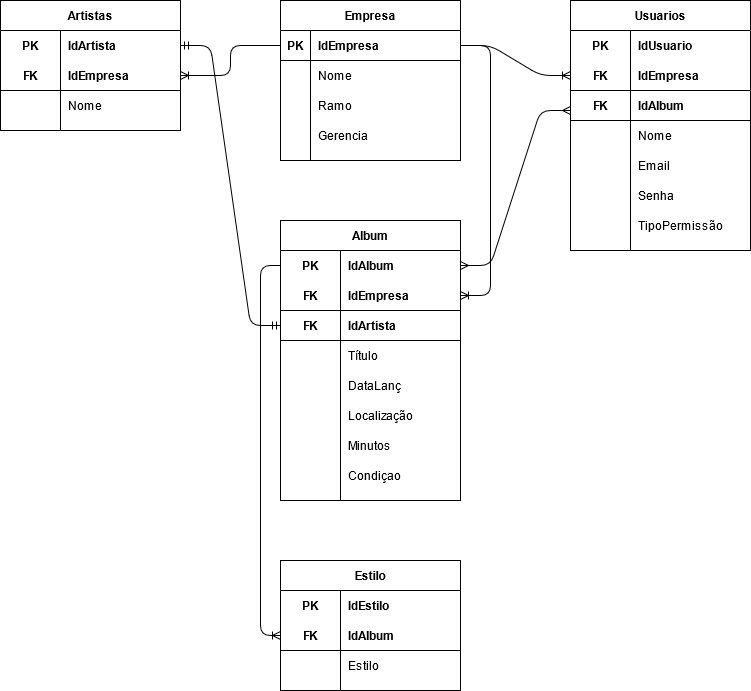 Artistas
PK IdArtista
FK IdEmpresa
Nome
Empresa
PK IdEmpresa
Nome
Ramo
Gerencia
Usuarios
PK IdUsuario
FK IdEmpresa
FK IdAlbum
Nome
Email
Senha
TipoPermissão
Album
PK IdAlbum
FK IdEmpresa
FK IdArtista
Título
DataLanç
Localização
Minutos
Condiçao
Estilo
PK IdEstilo
FK IdAlbum
Estilo